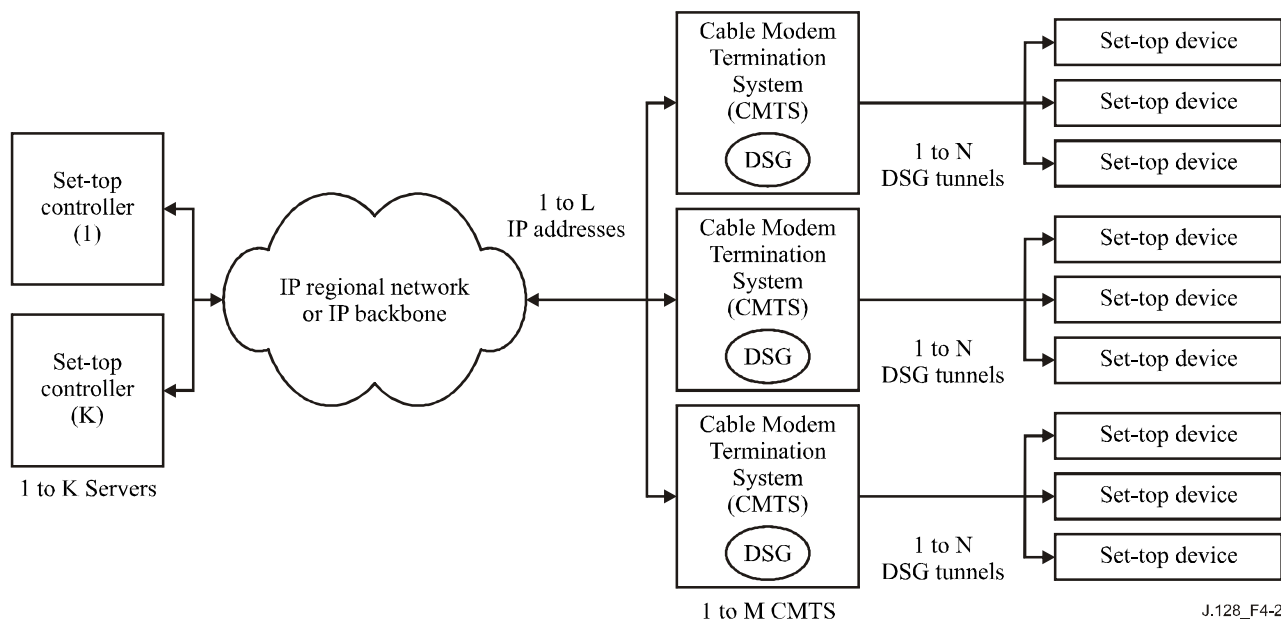 Set-top
controller
(1)
Set-top
controller
(K)
1 to K Servers
IP regional network
or IP backbone
1 to L
IP addresses
Cable Modem
Termination
System
(CMTS)
DSG
Cable Modem
Termination
System
(CMTS)
DSG
Cable Modem
Termination
System
(CMTS)
DSG
1 to M CMTS
1 to N
DSG tunnels
1 to N
DSG tunnels
1 to N
DSG tunnels
Set-top device
Set-top device
Set-top device
Set-top device
Set-top device
Set-top device
Set-top device
Set-top device
Set-top device
J.128_F4-2